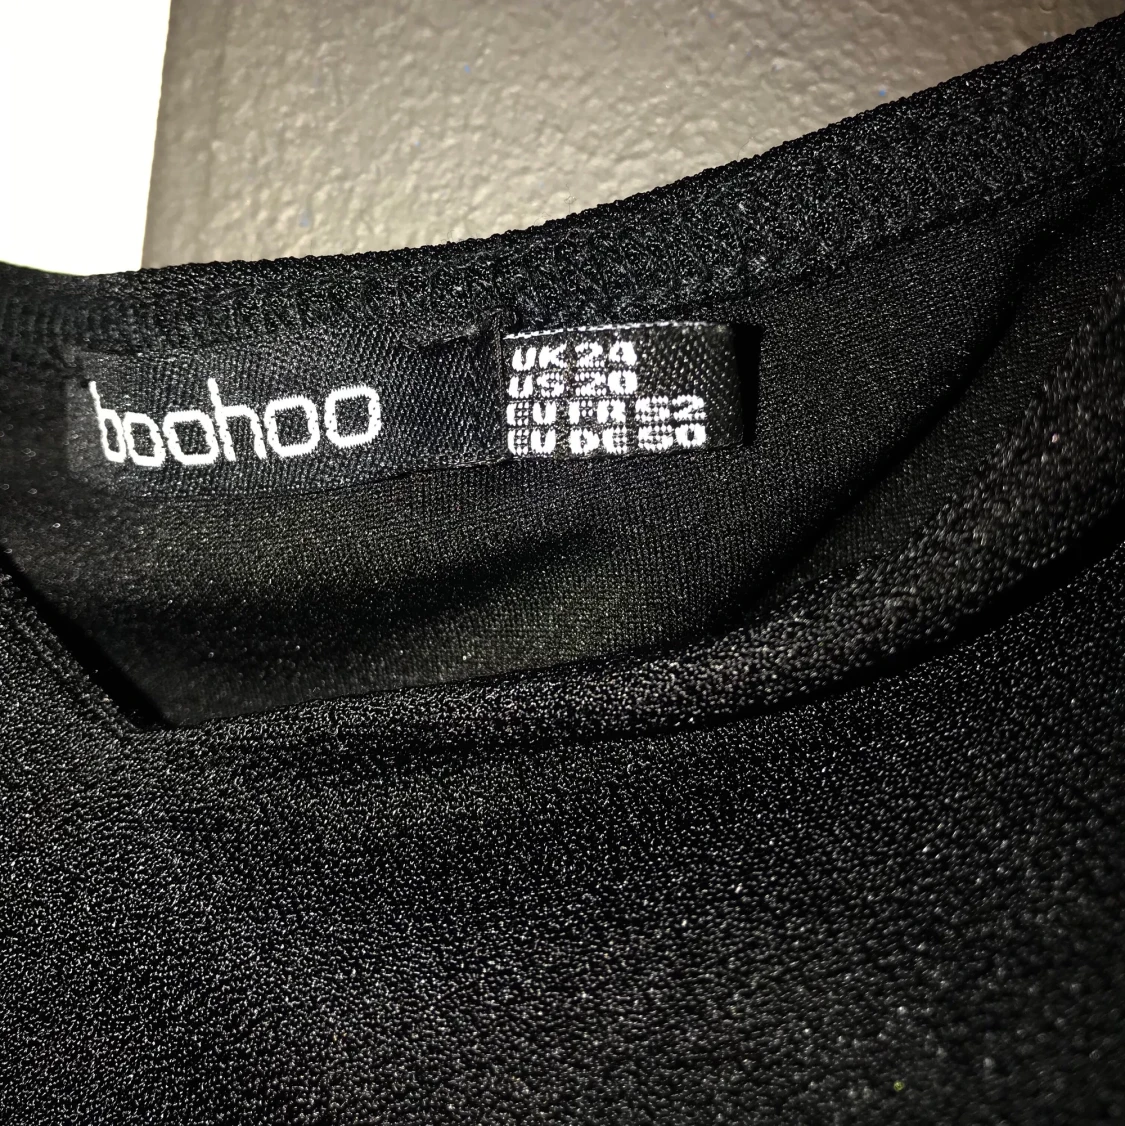 boohoo
UK 24
US 20
EU FR 52
EU DE 50